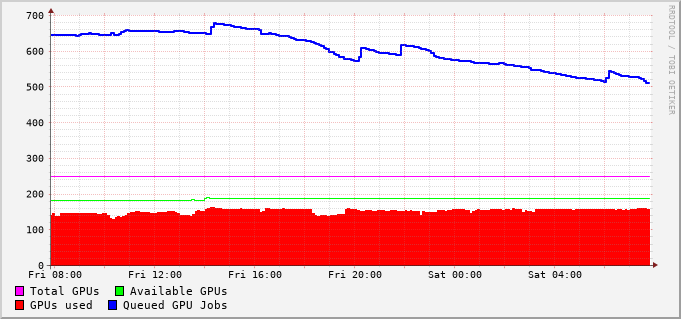 700
600
500
400
300
200
100
0
Fri 08:00 Fri 12:00 Fri 16:00 Fri 20:00 Sat 00:00 Sat 04:00
Total GPUs Available GPUs
GPUs used Queued GPU Jobs
RRDTOOL / TOBI OETIKER